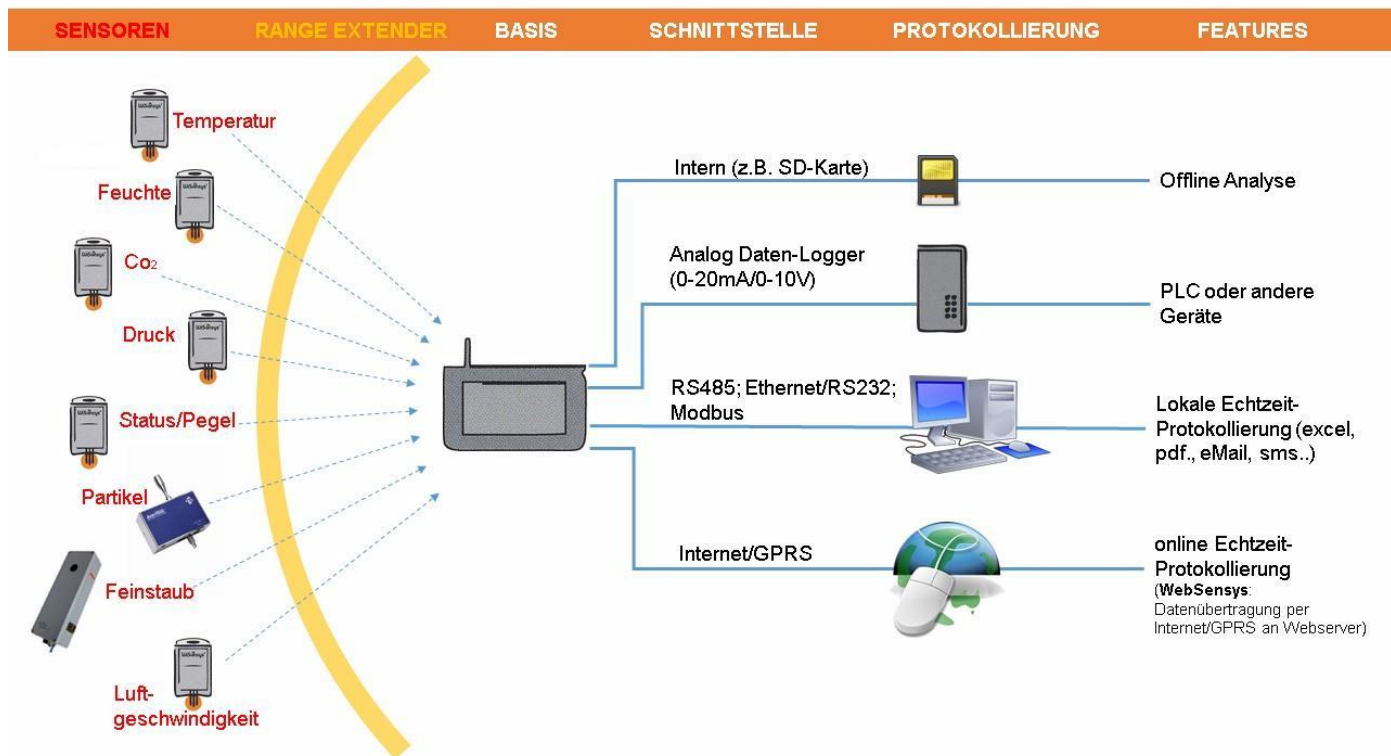 SENSOREN
RANGE EXTENDER
BASIS
SCHNITTSTELLE
PROTOKOLLIERUNG
FEATURES
Temperatur
Feuchte
Co₂
Druck
Status/Pegel
Partikel
Feinstaub
Luft-
geschwindigkeit
Intern (z.B. SD-Karte)
Offline Analyse
Analog Daten-Logger
(0-20mA/0-10V)
PLC oder andere
Geräte
RS485; Ethernet/RS232;
Modbus
Lokale Echtzeit-
Protokollierung (excel,
pdf., eMail, sms..)
Internet/GPRS
online Echtzeit-
Protokollierung
(WebSensys:
Datenübertragung per
Internet/GPRS an Webserver)